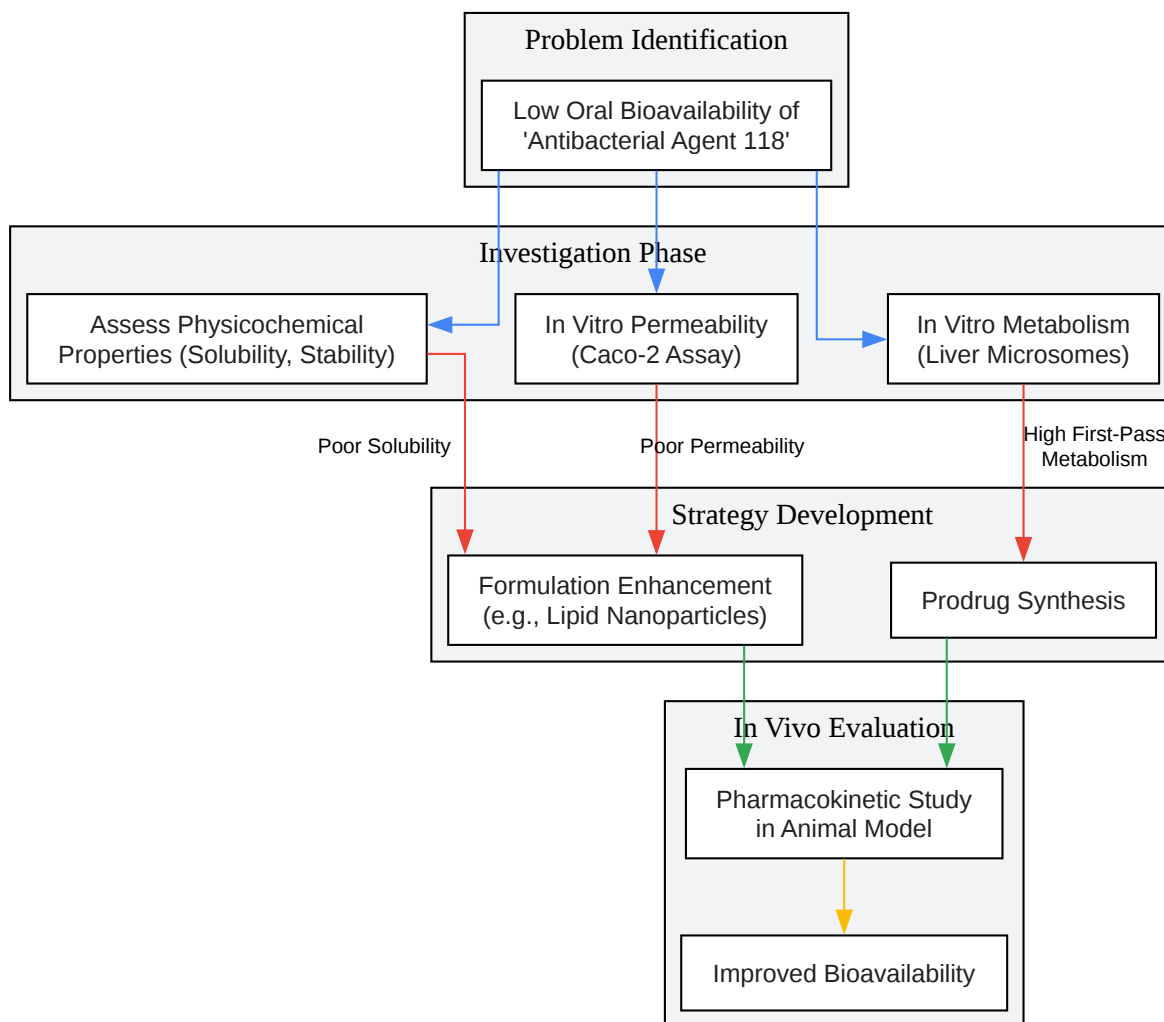 Problem Identification
Low Oral Bioavailability of
'Antibacterial Agent 118'
Investigation Phase
Assess Physicochemical
Properties (Solubility, Stability)
In Vitro Permeability
(Caco-2 Assay)
In Vitro Metabolism
(Liver Microsomes)
Poor Solubility
Poor Permeability
High First-Pass
Metabolism
Strategy Development
Formulation Enhancement
(e.g., Lipid Nanoparticles)
Prodrug Synthesis
In Vivo Evaluation
Pharmacokinetic Study
in Animal Model
Improved Bioavailability